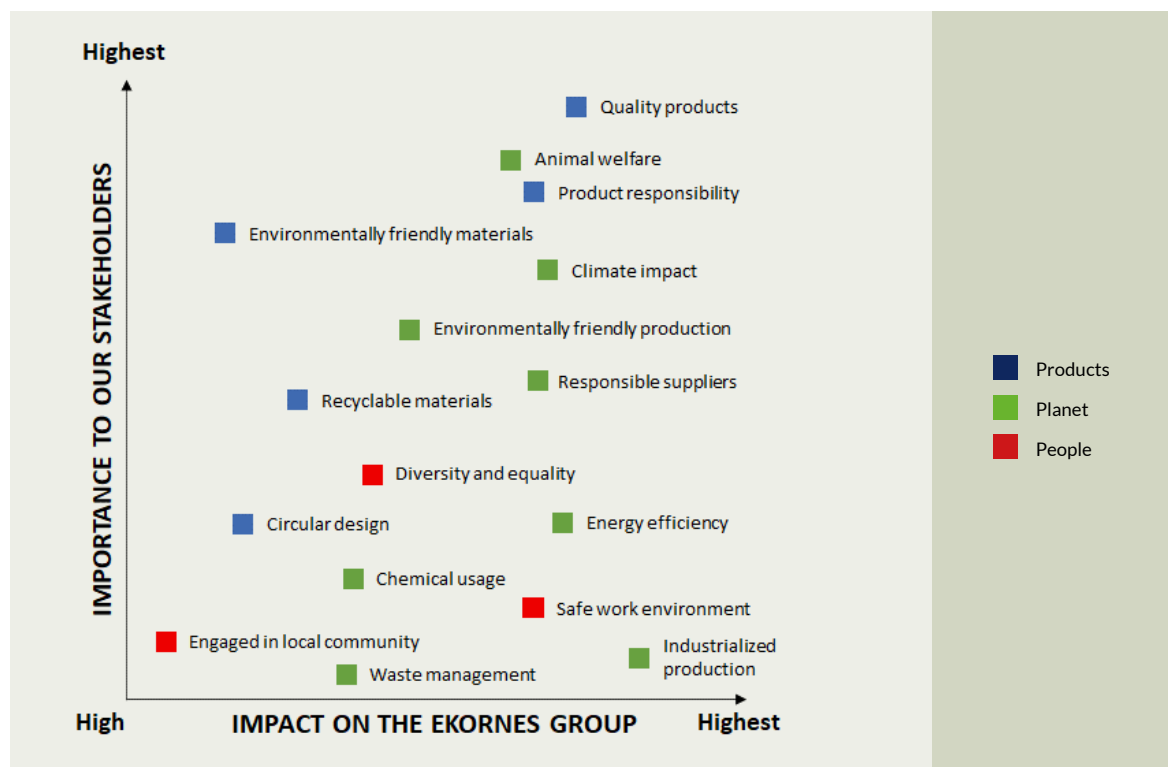 Highest
IMPORTANCE TO OUR STAKEHOLDERS
Quality products
Animal welfare
Product responsibility
Environmentally friendly materials
Climate impact
Environmentally friendly production
Responsible suppliers
Recyclable materials
Diversity and equality
Circular design
Energy efficiency
Chemical usage
Safe work environment
Engaged in local community
Industrialized
production
Waste management
High
IMPACT ON THE EKORNES GROUP
Highest
Products
Planet
People